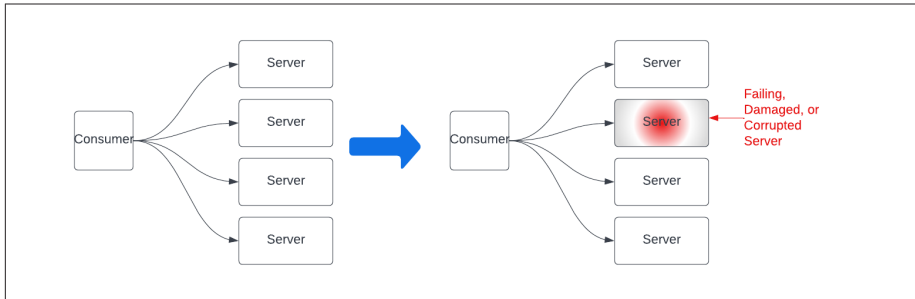 Server
Server
Consumer
Server
Server
Server
Server
Consumer
Server
Server
Failing,
Damaged, or
Corrupted
Server